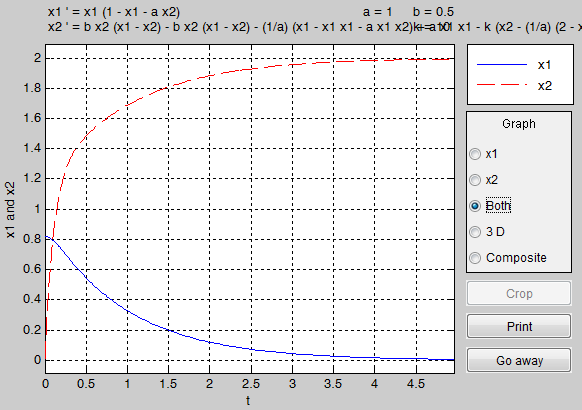 x1 ' = x1 (1 - x1 - a x2) a = 1 b = 0.5
x2 ' = b x2 (x1 - x2) - b x2 (x1 - x2) - (1/a) (x1 - x1 x1 - a x1 x2) x1 - k (x2 - (1/a) (2 - x
2
1.8
1.6
1.4
1.2
1
0.8
0.6
0.4
0.2
0
x1 and x2
0 0.5 1 1.5 2 2.5 3 3.5 4 4.5
t
x1
x2
Graph
x1
x2
Both
3 D
Composite
Crop
Print
Go away